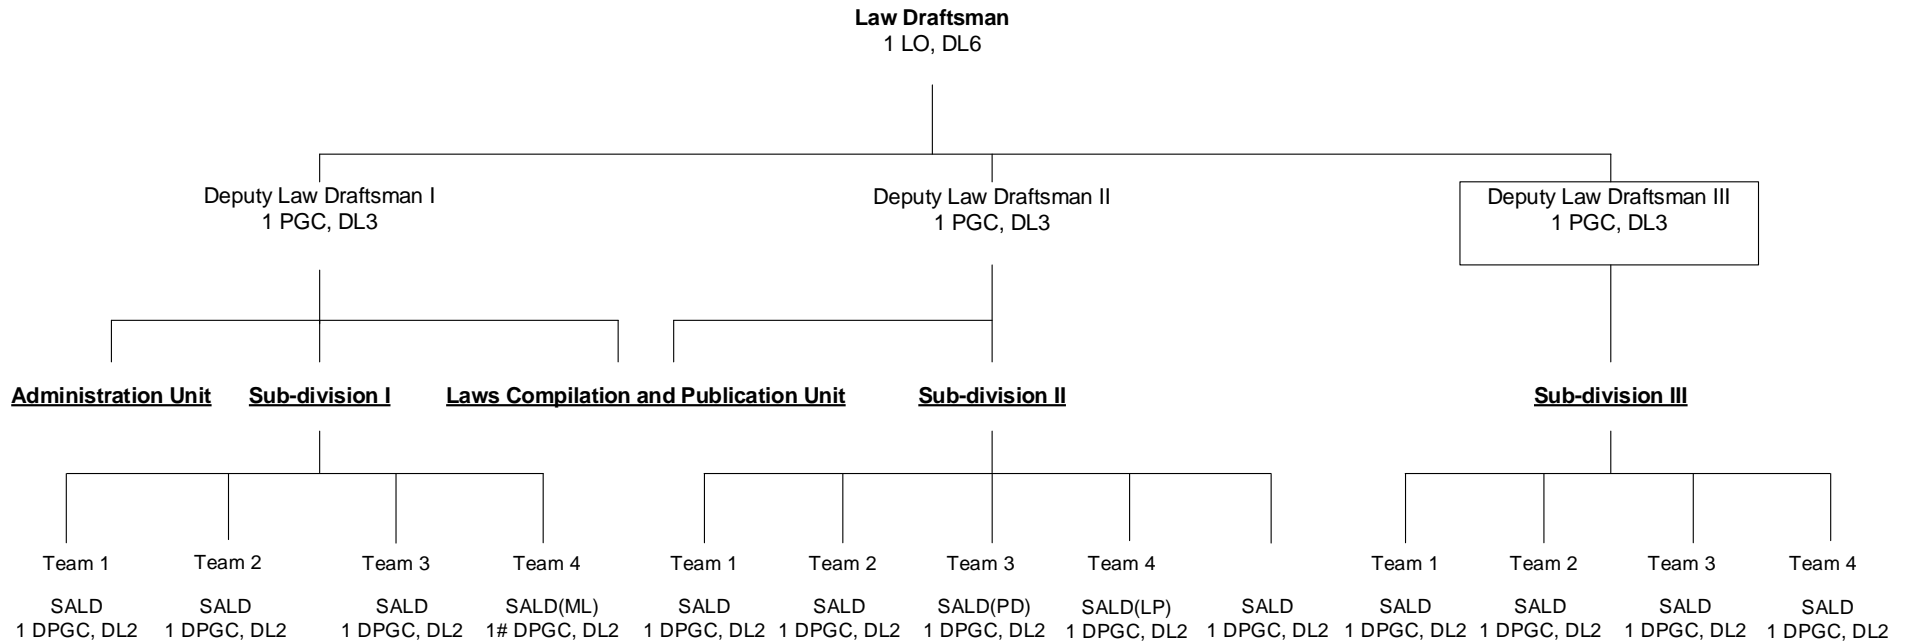 Law Draftsman
1 LO, DL6
Deputy Law Draftsman I
1 PGC, DL3
Deputy Law Draftsman II
1 PGC, DL3
Deputy Law Draftsman III
1 PGC, DL3
Administration Unit
Sub-division I
Laws Compilation and Publication Unit
Sub-division II
Sub-division III
Team 1
SALD
1 DPGC, DL2
Team 2
SALD
1 DPGC, DL2
Team 3
SALD
1 DPGC, DL2
Team 4
SALD(ML)
1# DPGC, DL2
Team 1
SALD
1 DPGC, DL2
Team 2
SALD
1 DPGC, DL2
Team 3
SALD(PD)
1 DPGC, DL2
Team 4
SALD(LP)
1 DPGC, DL2
SALD
1 DPGC, DL2
Team 1
SALD
1 DPGC, DL2
Team 2
SALD
1 DPGC, DL2
Team 3
SALD
1 DPGC, DL2
Team 4
SALD
1 DPGC, DL2